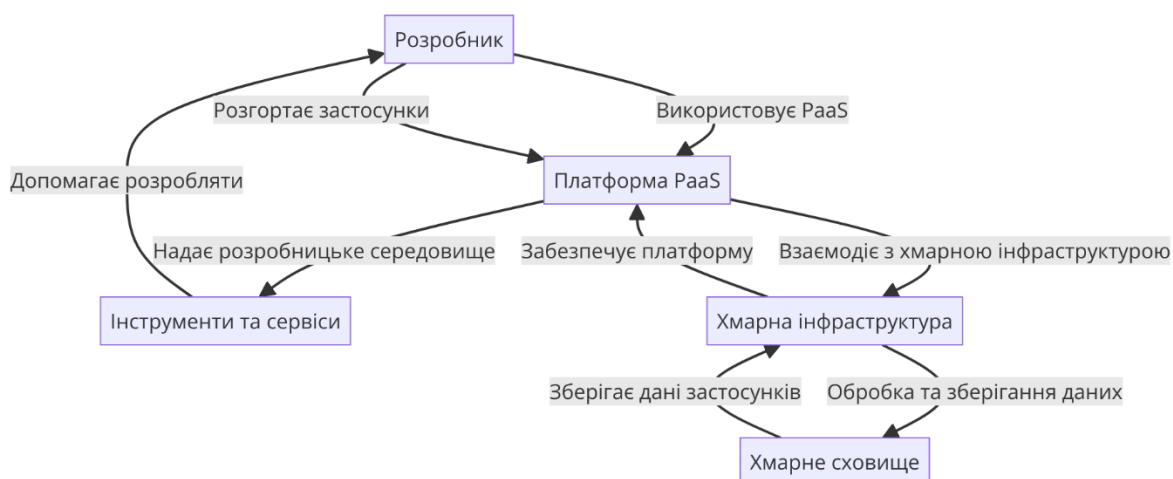 Розробник
Розгортає застосунки
Використовує PaaS
Допомагає розробляти
Платформа PaaS
Надає розробницьке середовище
Забезпечує платформу
Взаємодіє з хмарною інфраструктурою
Інструменти та сервіси
Хмарна інфраструктура
Зберігає дані застосунків
Обробка та зберігання даних
Хмарне сховище